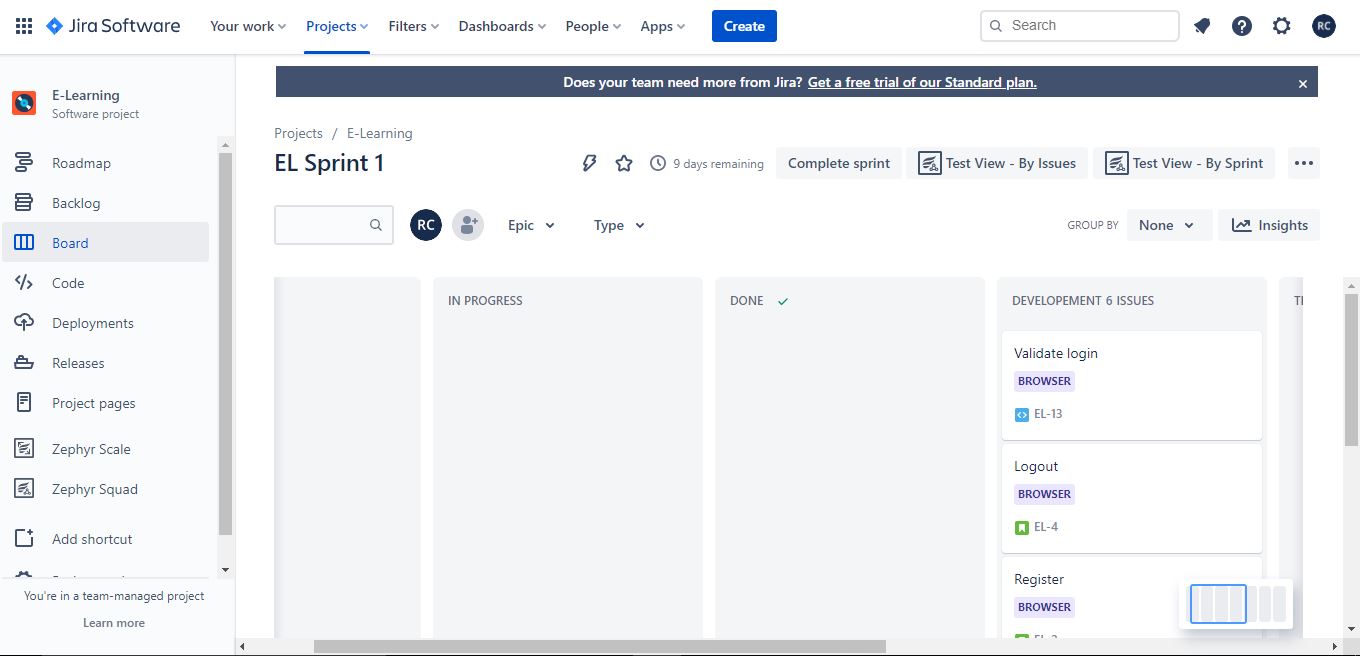 Jira Software
Your work
Projects
Filters
Dashboards
People
Apps
Create
Search
RC
Does your team need more from Jira? Get a free trial of our Standard plan.
×
E-Learning
Software project
Roadmap
Backlog
Board
Code
Deployments
Releases
Project pages
Zephyr Scale
Zephyr Squad
Add shortcut
You're in a team-managed project
Learn more
Projects / E-Learning
EL Sprint 1
9 days remaining
Complete sprint
Test View - By Issues
Test View - By Sprint
RC
Epic
Type
GROUP BY
None
Insights
IN PROGRESS
DONE
DEVELOPEMENT 6 ISSUES
Validate login
BROWSER
EL-13
Logout
BROWSER
EL-4
Register
BROWSER